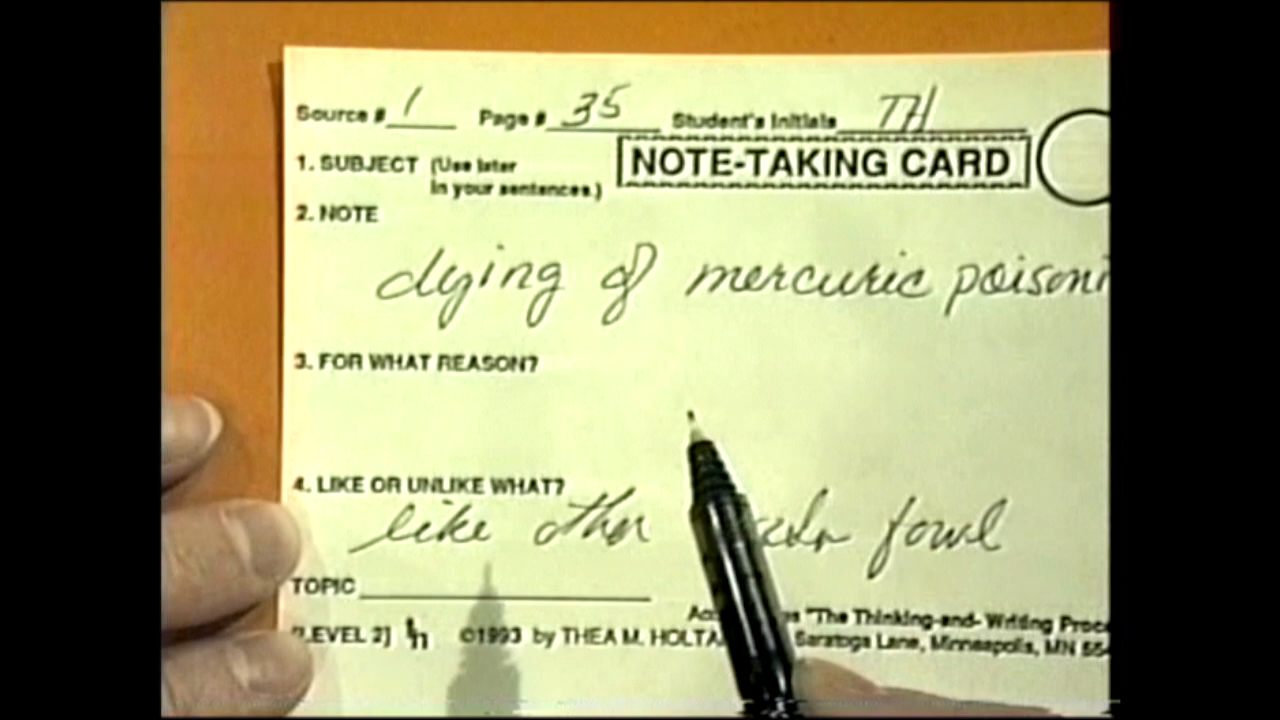 Source # 1 Page # 35 Student's Initials TH
1. SUBJECT (Use later
in your sentences.)
NOTE-TAKING CARD
2. NOTE
dying of mercuric poisoni
3. FOR WHAT REASON?
4. LIKE OR UNLIKE WHAT?
like other fowl
TOPIC
"The Thinking-and-Writing Proc
[LEVEL 2] ©1993 by THEA M. HOLTA Saratoga Lane, Minneapolis, MN 55